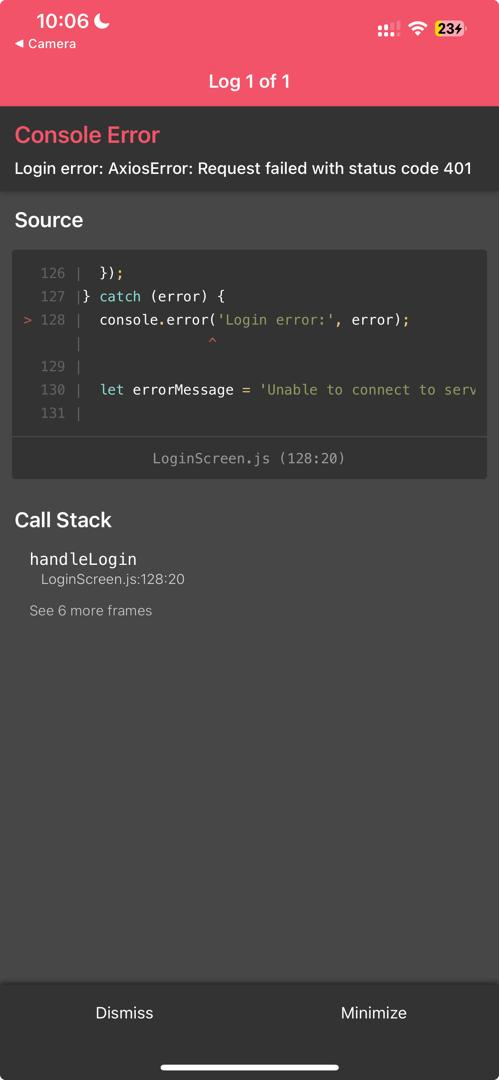 10:06
◀ Camera
23
Log 1 of 1
Console Error
Login error: AxiosError: Request failed with status code 401
Source
126 |   });
127 |} catch (error) {
> 128 |   console.error('Login error:', error);
|                ^
129 |
130 |   let errorMessage = 'Unable to connect to serv
131 |
LoginScreen.js (128:20)
Call Stack
handleLogin
LoginScreen.js:128:20
See 6 more frames
Dismiss
Minimize